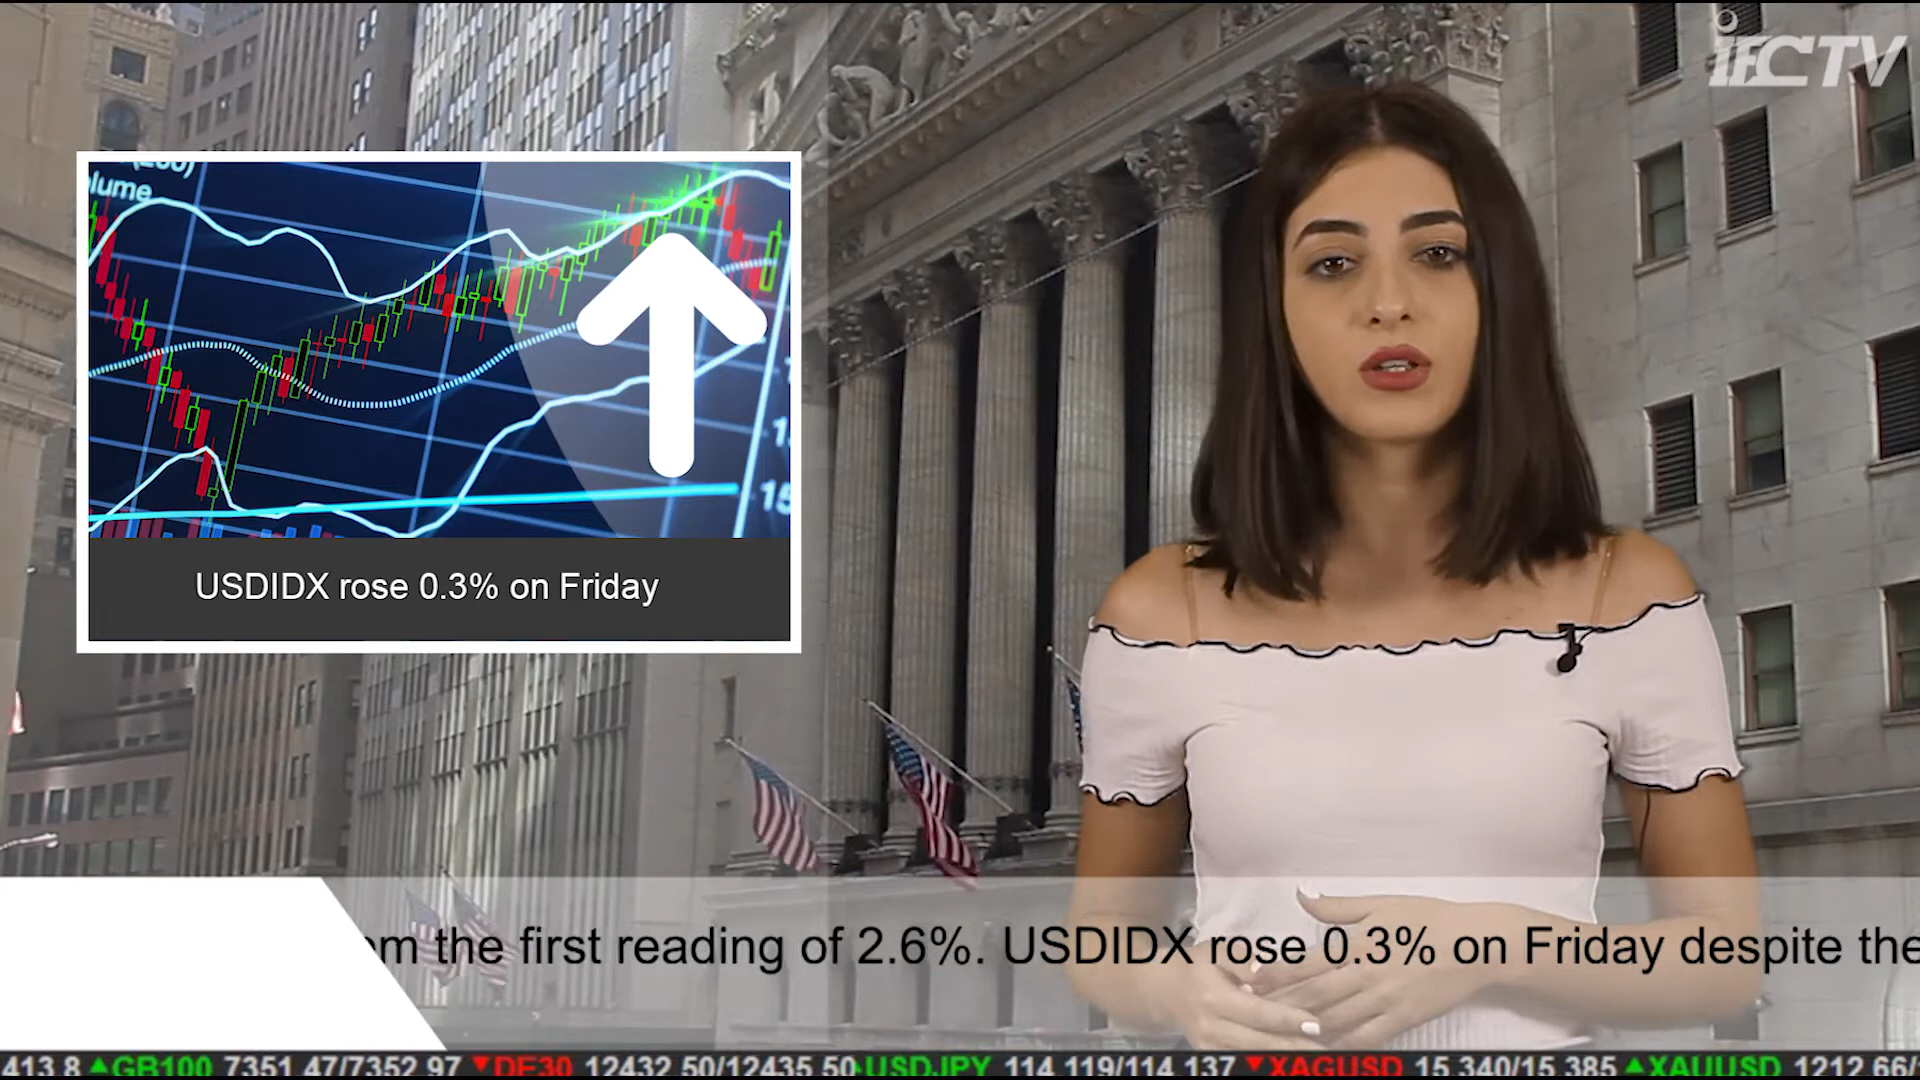 IFCTV
USDIDX rose 0.3% on Friday
the first reading of 2.6%. USDIDX rose 0.3% on Friday despite the
413.8 ▲GB100 7351.47/7352.97 ▼DE30 12432.50/12435.50 USDJPY 114.119/114.137 ▼XAGUSD 15.340/15.385 ▲XAUUSD 1212.66/